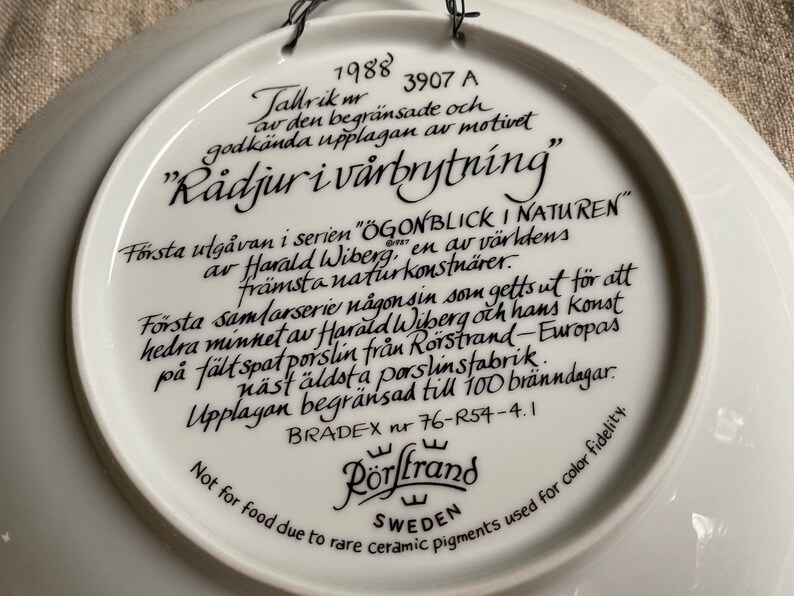 1988
Tallrik nr 3907 A
av den begränsade och
godkända upplagan av motivet
"Rådjur i vårbrytning"
Första utgåvan i serien "ÖGONBLICK I NATUREN"
©1987
av Harald Wiberg, en av världens
främsta naturkonstnärer.
Första samlarserie någonsin som getts ut för att
hedra minnet av Harald Wiberg och hans konst
på fältspatporslin från Rörstrand – Europas
näst äldsta porslinsfabrik.
Upplagan begränsad till 100 bränndagar.
BRADEX nr 76-R54-4.1
Rörstrand
SWEDEN
Not for food due to rare ceramic pigments used for color fidelity.